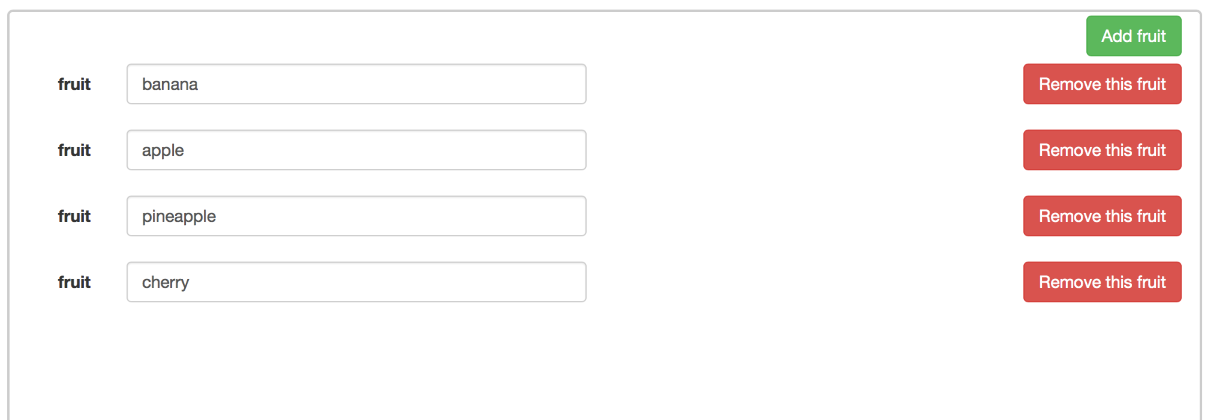 Add fruit
fruit banana Remove this fruit
fruit apple Remove this fruit
fruit pineapple Remove this fruit
fruit cherry Remove this fruit